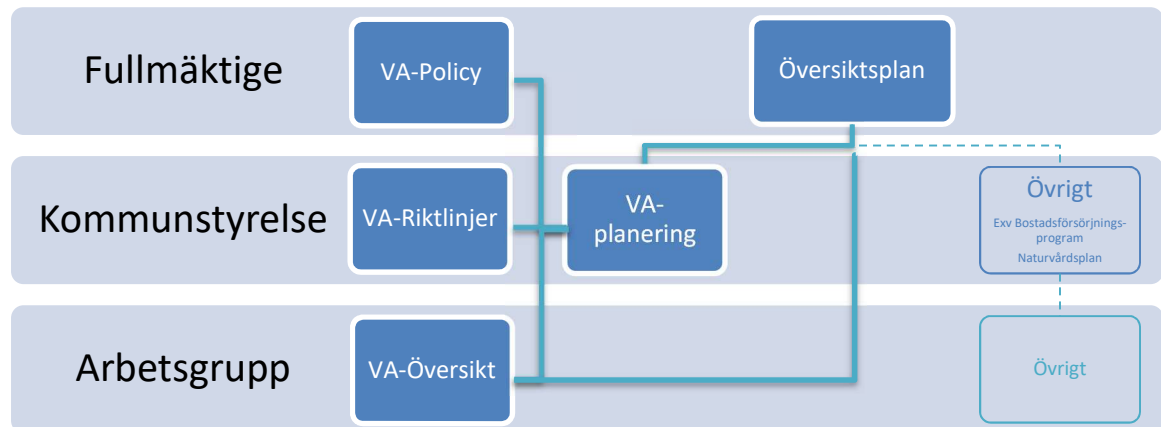 Fullmäktige
VA-Policy
Översiktsplan
Kommunstyrelse
VA-Riktlinjer
VA-
planering
Övrigt
Exv Bostadsförsörjnings-
program
Naturvårdsplan
Arbetsgrupp
VA-Översikt
Övrigt